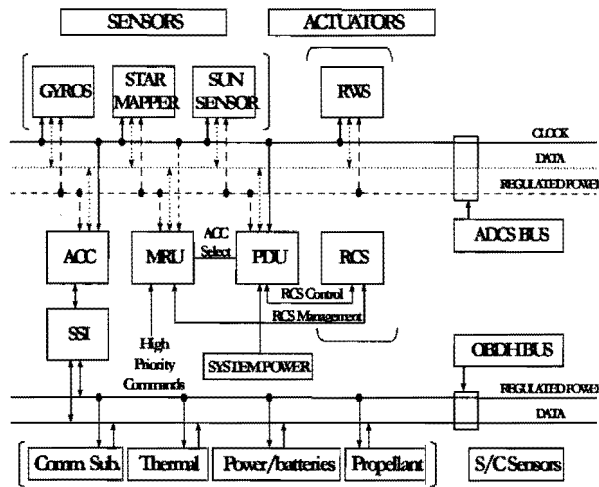 SENSORS
ACTUATORS
GYROS
STAR
MAPPER
SUN
SENSOR
RWS
CLOCK
DATA
REGULATED POWER
ACC
MRU
ACC
Select
PDU
RCS
ADCS BUS
RCS Control
RCS Management
SSI
High
Priority
Commands
SYSTEM POWER
OBDH BUS
REGULATED POWER
DATA
Comm. Sub.
Thermal
Power/batteries
Propellant
S/C Sensors